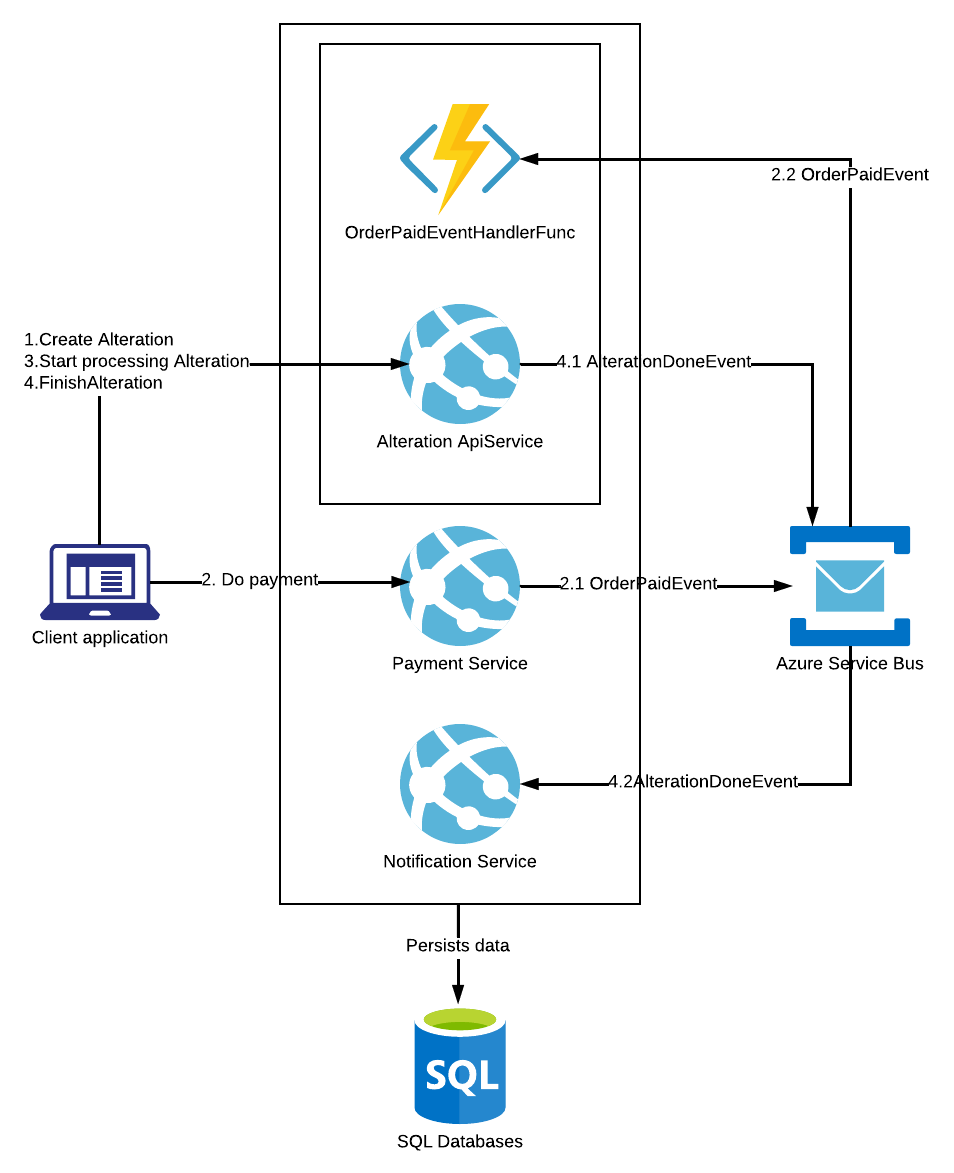 2.2 OrderPaidEvent
OrderPaidEventHandlerFunc
1.Create Alteration
3.Start processing Alteration
4.FinishAlteration
4.1 AlterationDoneEvent
Alteration ApiService
2. Do payment
2.1 OrderPaidEvent
Client application
Payment Service
Azure Service Bus
4.2AlterationDoneEvent
Notification Service
Persists data
SQL
SQL Databases